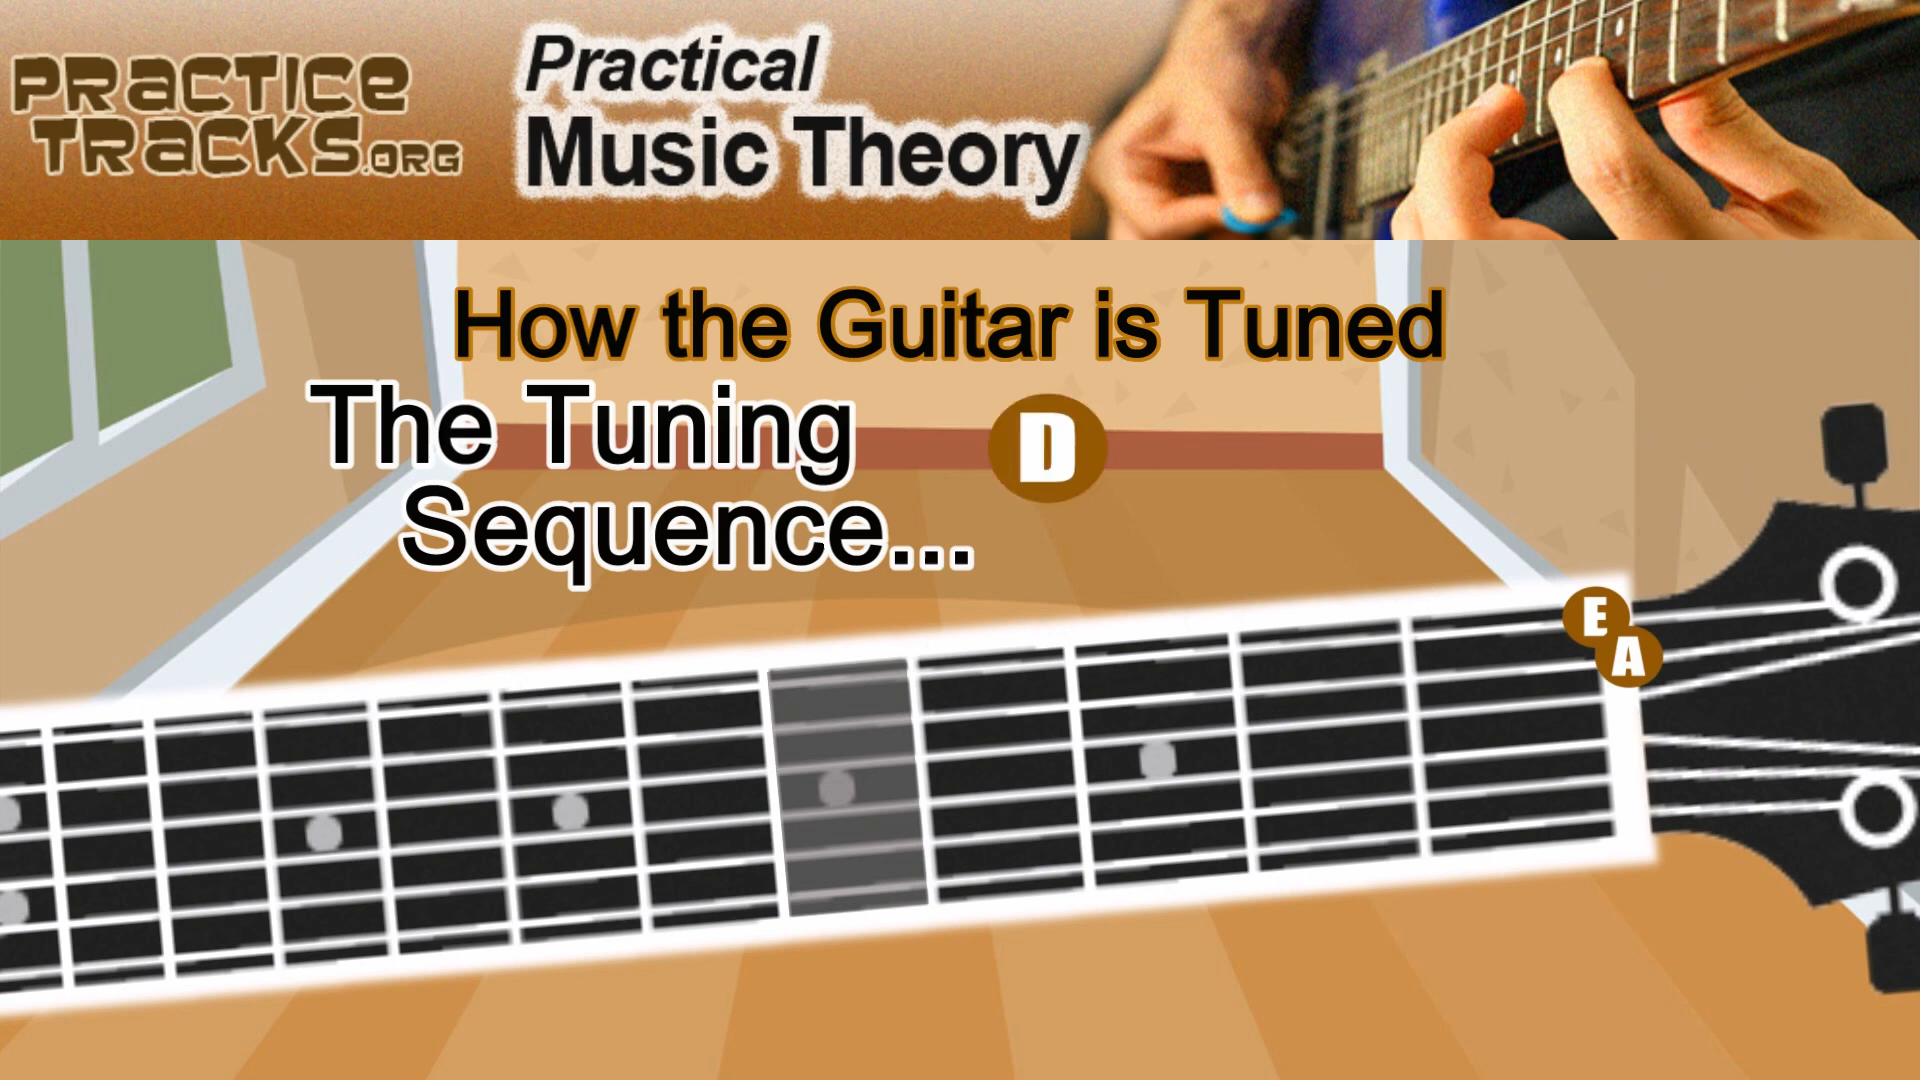 PRACTICE
TRACKS.ORG
Practical
Music Theory
How the Guitar is Tuned
The Tuning
D
Sequence...
E
A